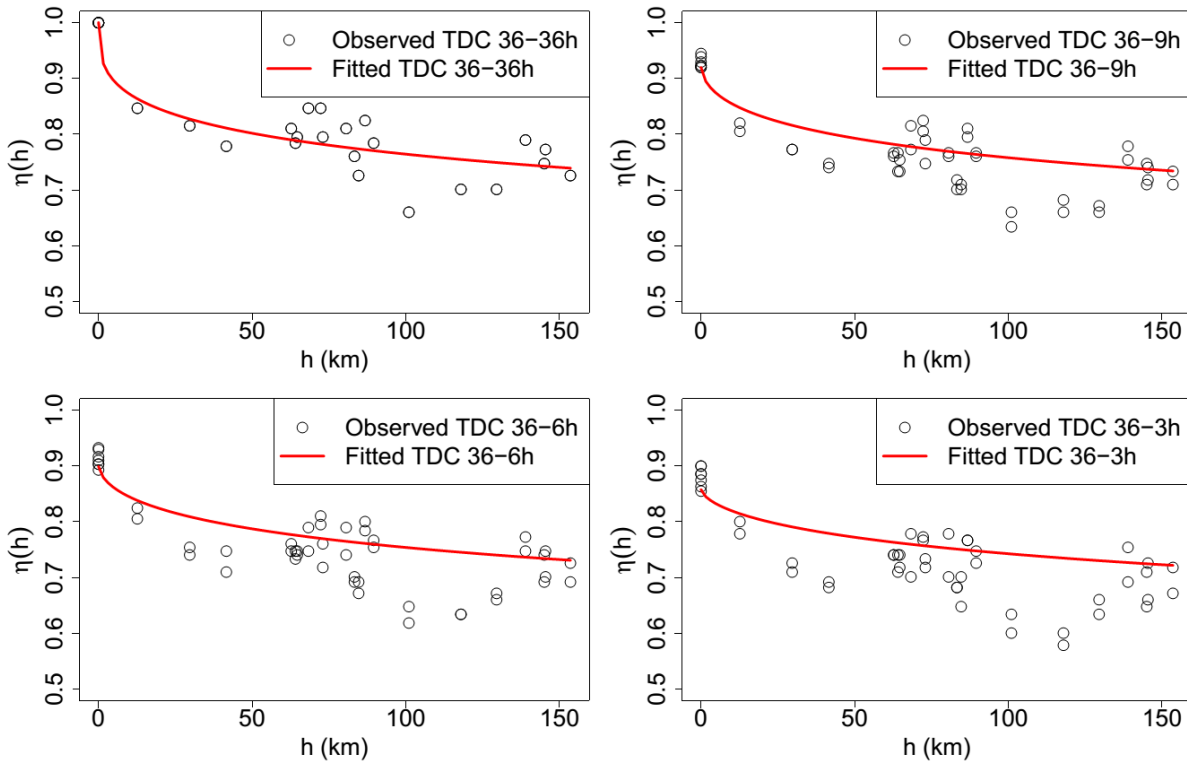 Observed TDC 36−36h
Fitted TDC 36−36h
η(h)
0.5 0.6 0.7 0.8 0.9 1.0
0 50 100 150
h (km)
Observed TDC 36−9h
Fitted TDC 36−9h
η(h)
0.5 0.6 0.7 0.8 0.9 1.0
0 50 100 150
h (km)
Observed TDC 36−6h
Fitted TDC 36−6h
η(h)
0.5 0.6 0.7 0.8 0.9 1.0
0 50 100 150
h (km)
Observed TDC 36−3h
Fitted TDC 36−3h
η(h)
0.5 0.6 0.7 0.8 0.9 1.0
0 50 100 150
h (km)